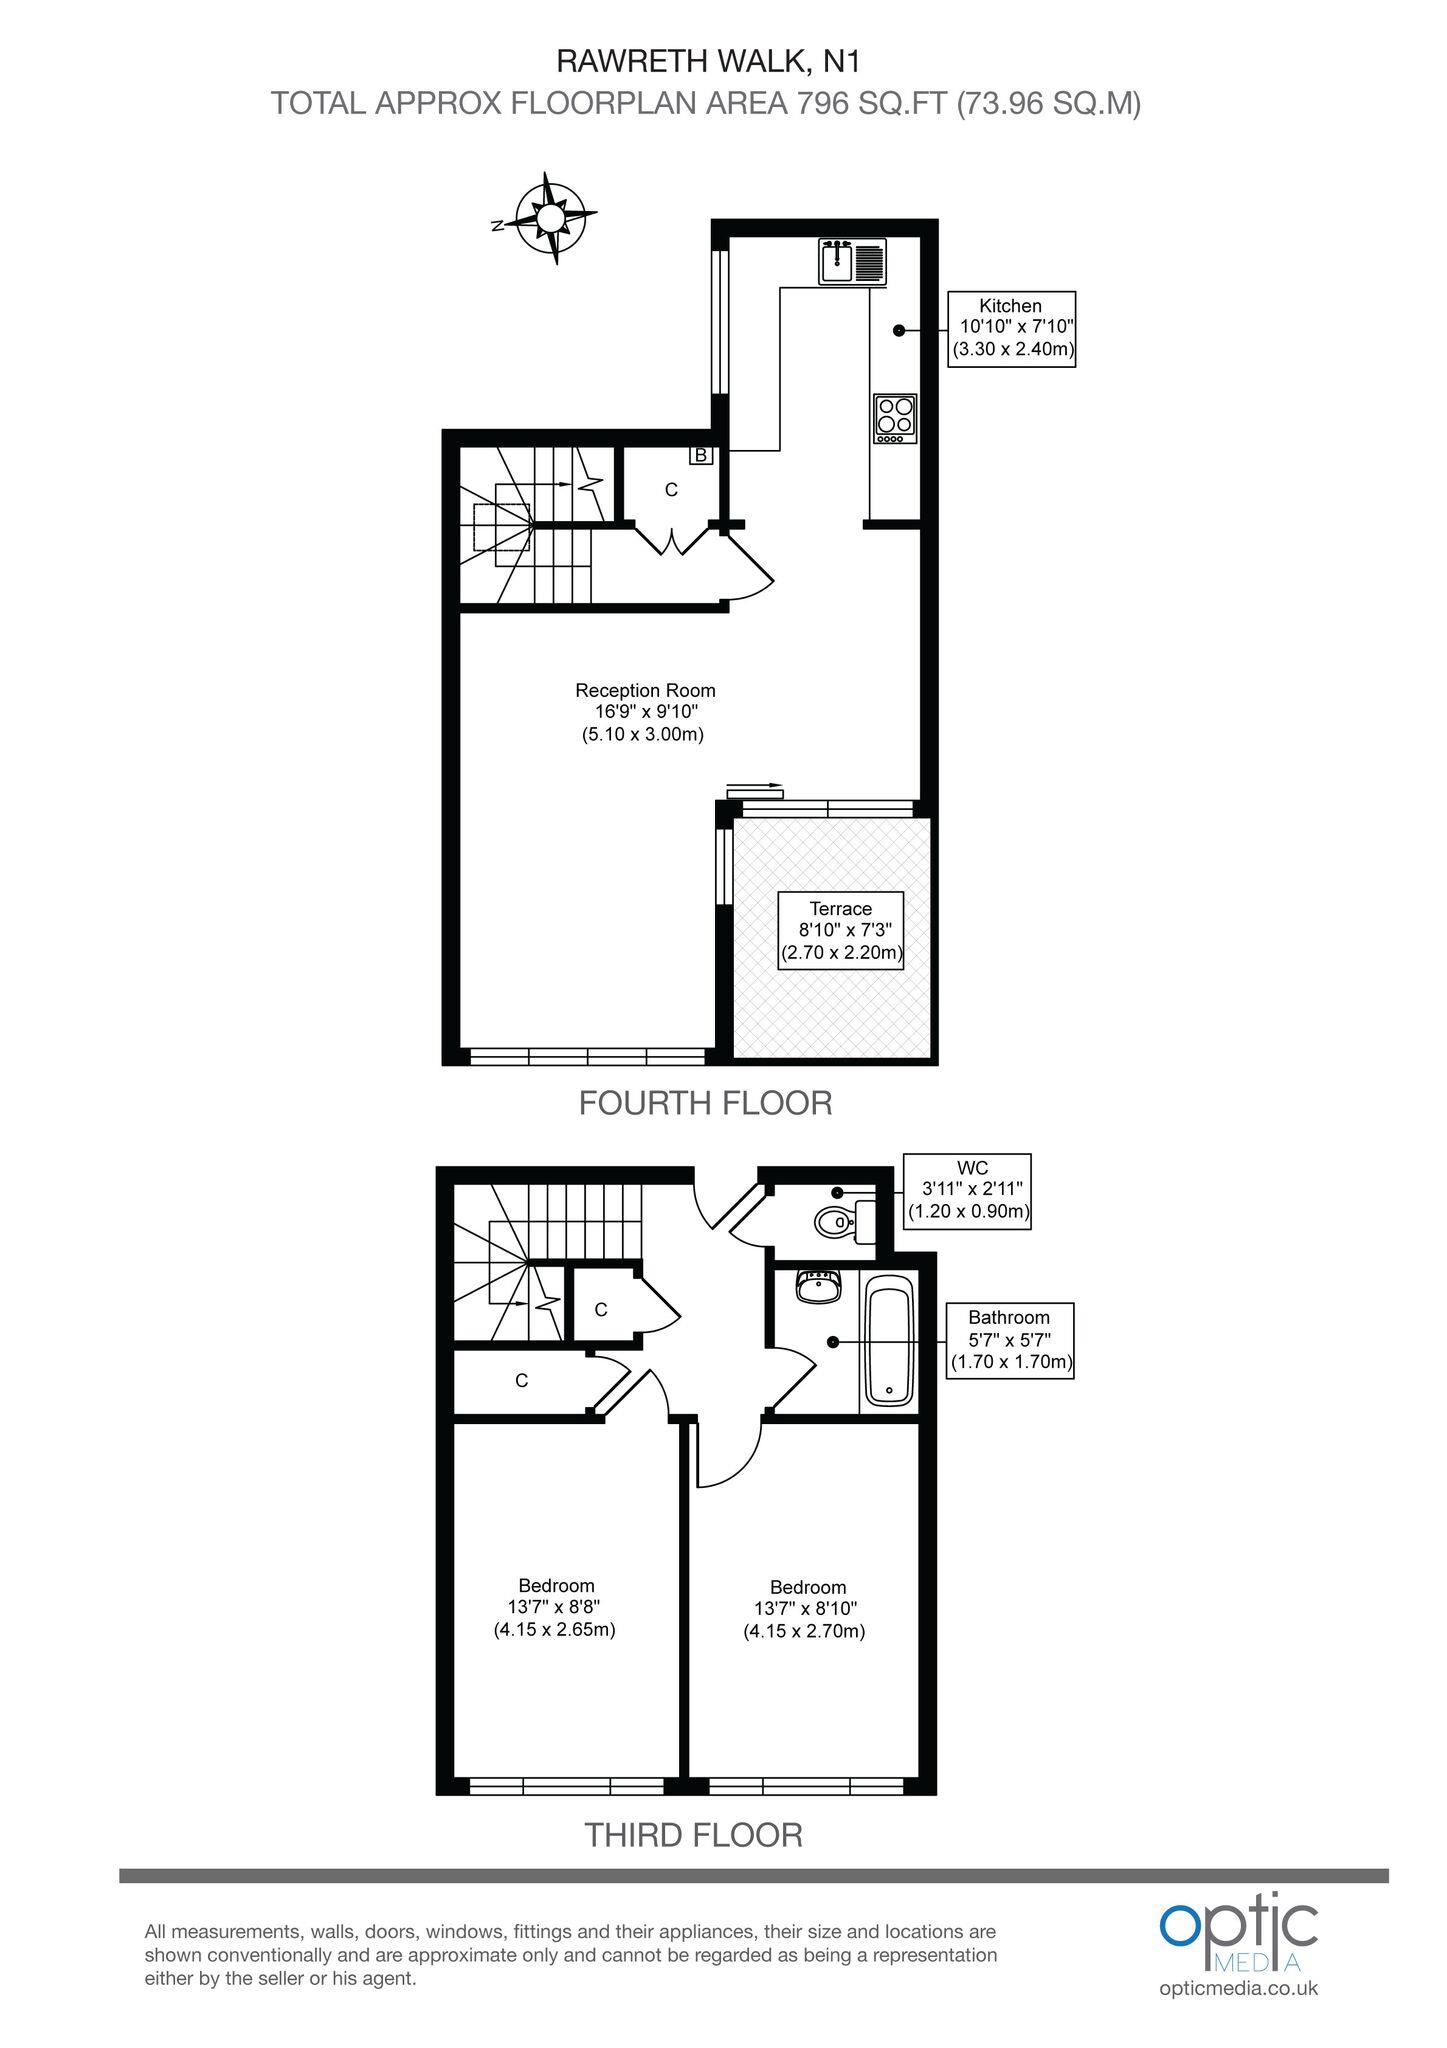 RAWRETH WALK, N1
TOTAL APPROX FLOORPLAN AREA 796 SQ.FT (73.96 SQ.M)
N
Kitchen
10'10" x 7'10"
(3.30 x 2.40m)
B
C
Reception Room
16'9" x 9'10"
(5.10 x 3.00m)
Terrace
8'10" x 7'3"
(2.70 x 2.20m)
FOURTH FLOOR
WC
3'11" x 2'11"
(1.20 x 0.90m)
C
Bathroom
5'7" x 5'7"
(1.70 x 1.70m)
C
Bedroom
13'7" x 8'8"
(4.15 x 2.65m)
Bedroom
13'7" x 8'10"
(4.15 x 2.70m)
THIRD FLOOR
All measurements, walls, doors, windows, fittings and their appliances, their size and locations are
shown conventionally and are approximate only and cannot be regarded as being a representation
either by the seller or his agent.
optic
MEDIA
opticmedia.co.uk